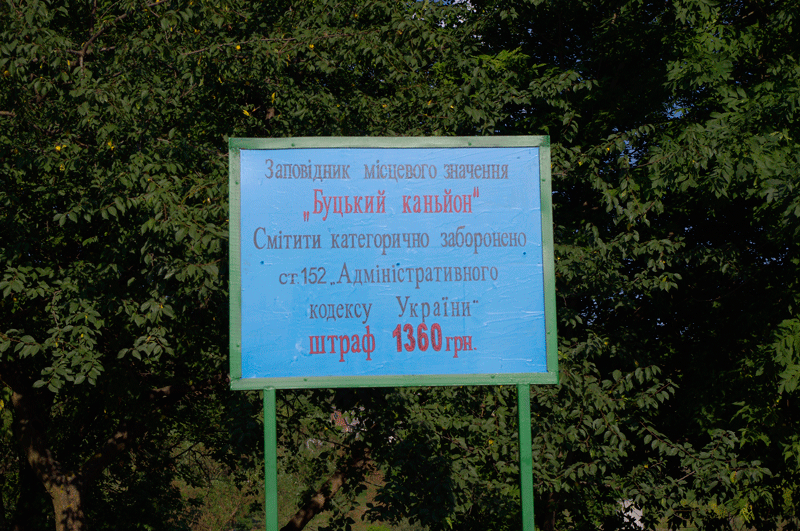 Заповідник місцевого значення
„Буцький каньйон"
Смітити категорично заборонено
ст.152 „Адміністративного
кодексу України"
штраф 1360 грн.